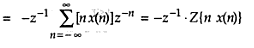 = -z⁻¹ ∑_{n=-∞}^{∞} [n x(n)]z⁻ⁿ = -z⁻¹ · Z{n x(n)}